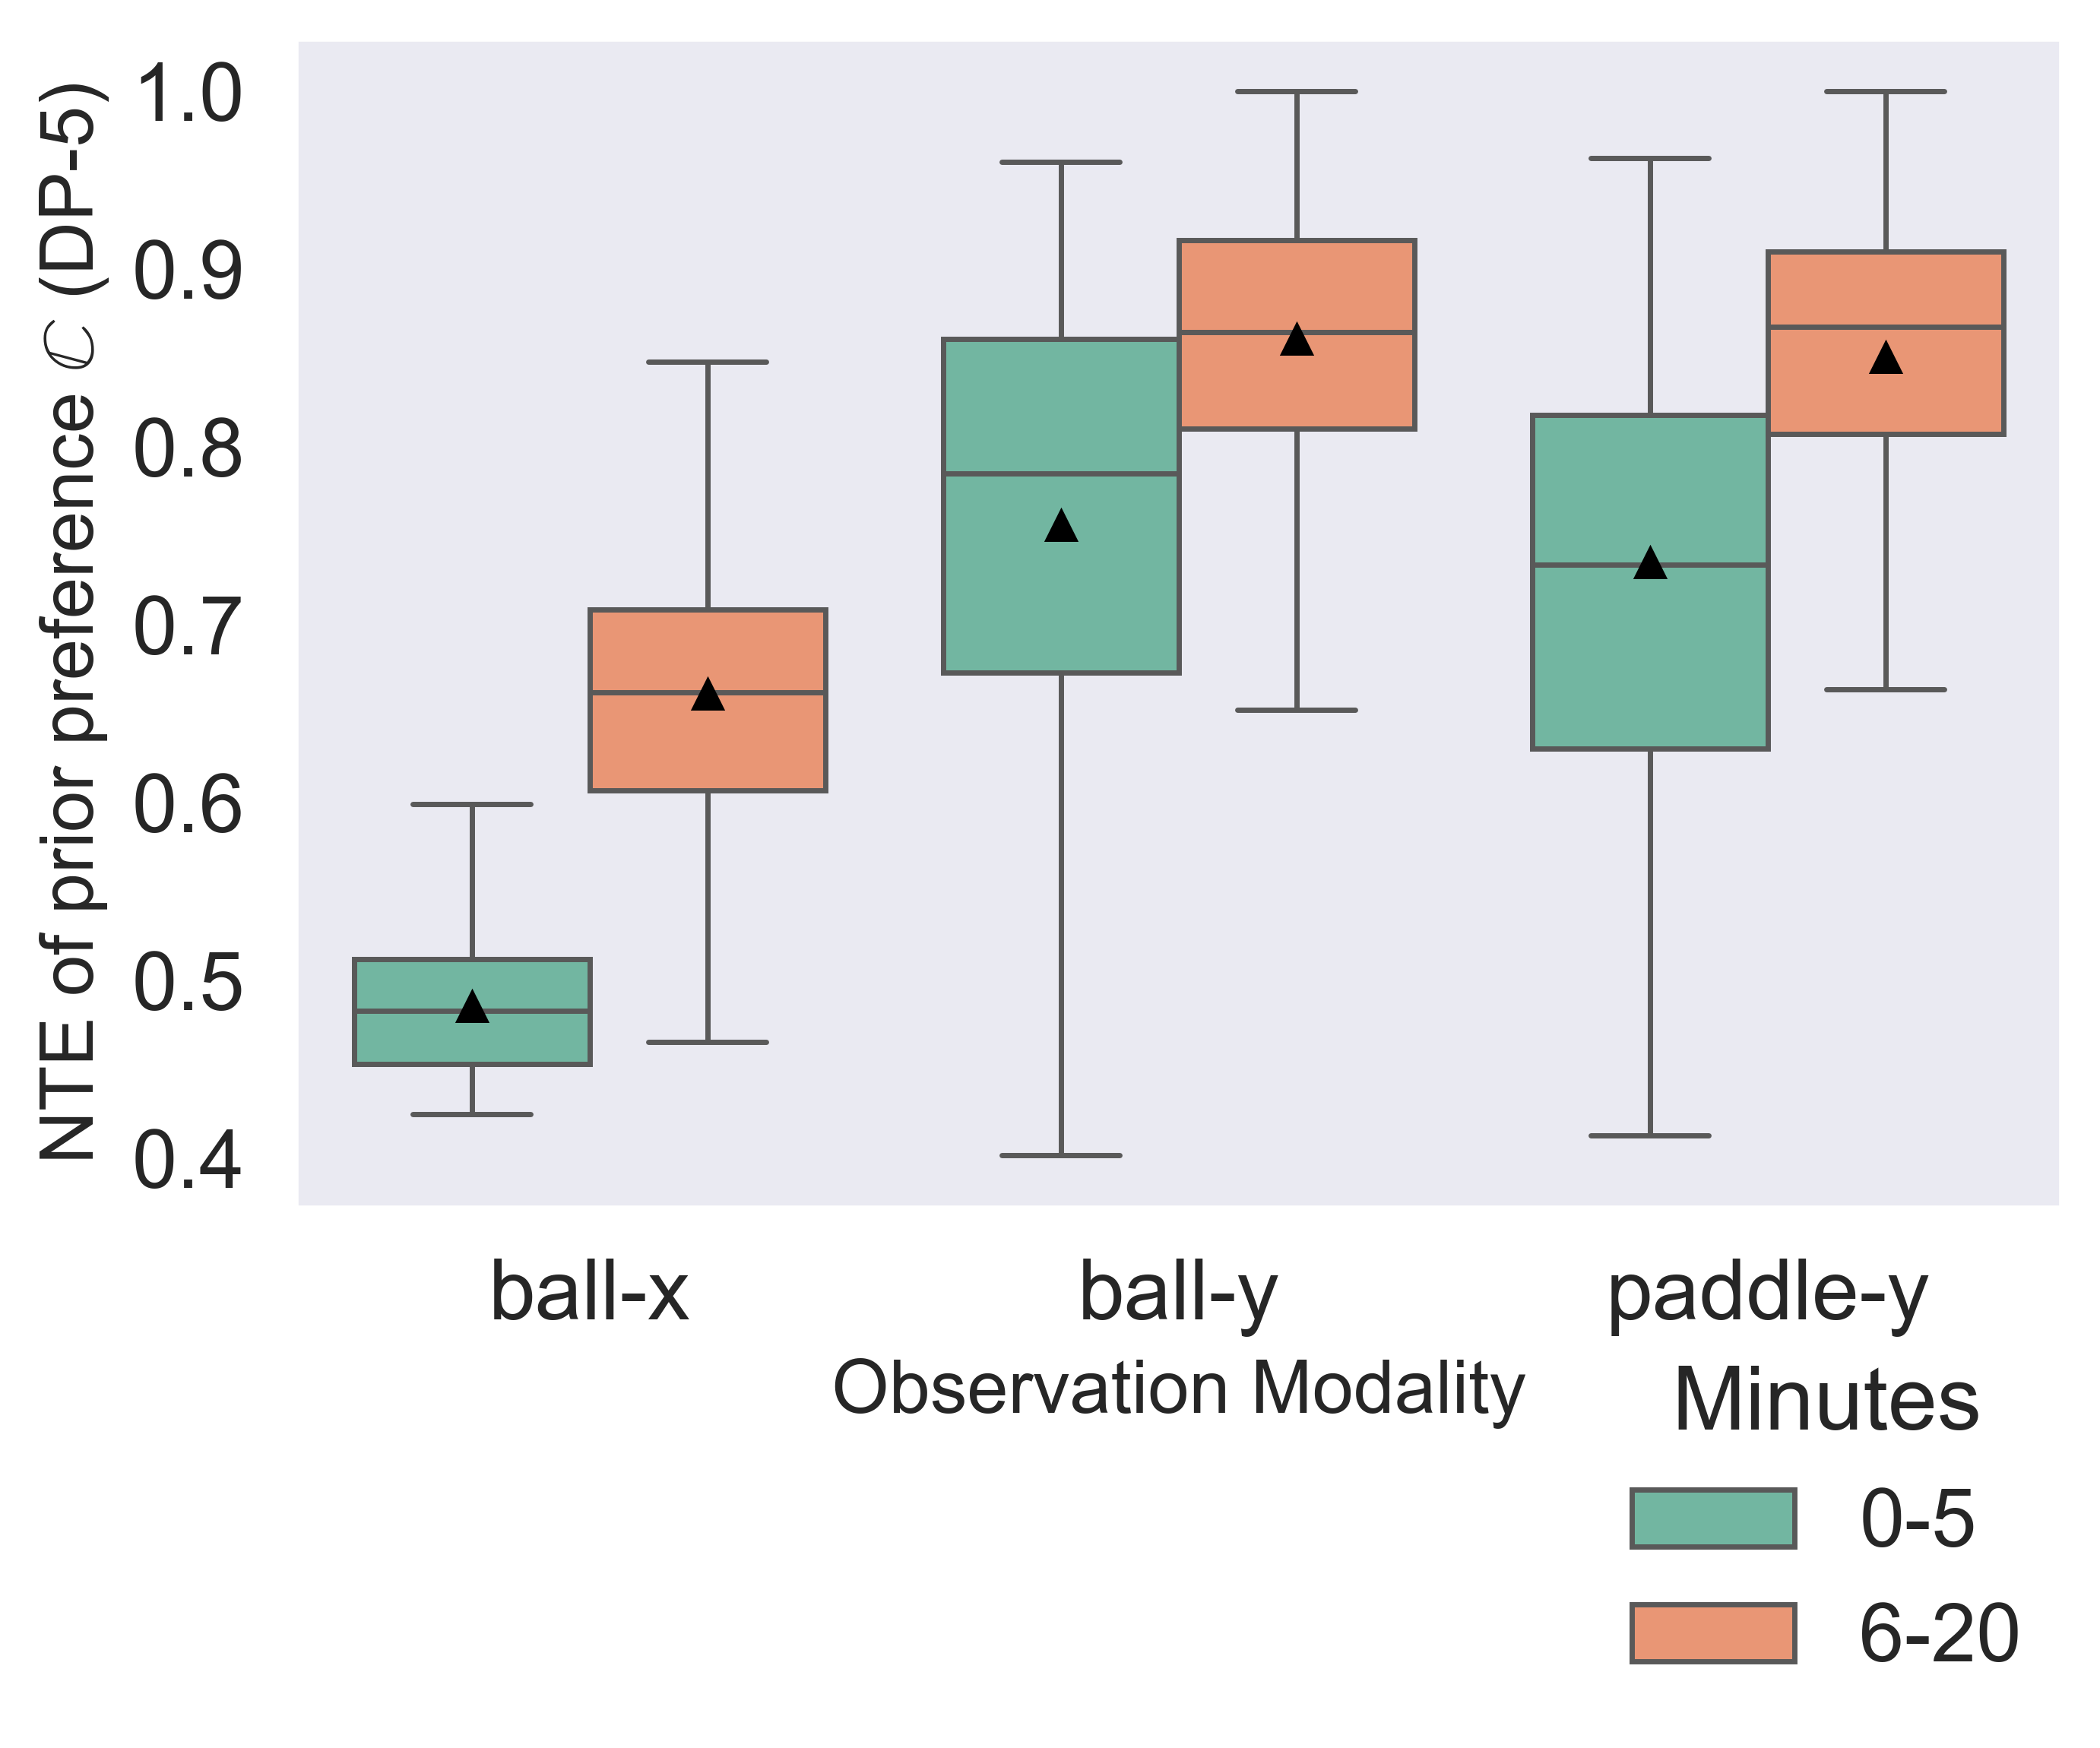 NTE of prior preference ℂ (DP-5)
1.0
0.9
0.8
0.7
0.6
0.5
0.4
ball-x
ball-y
paddle-y
Observation Modality
Minutes
0-5
6-20